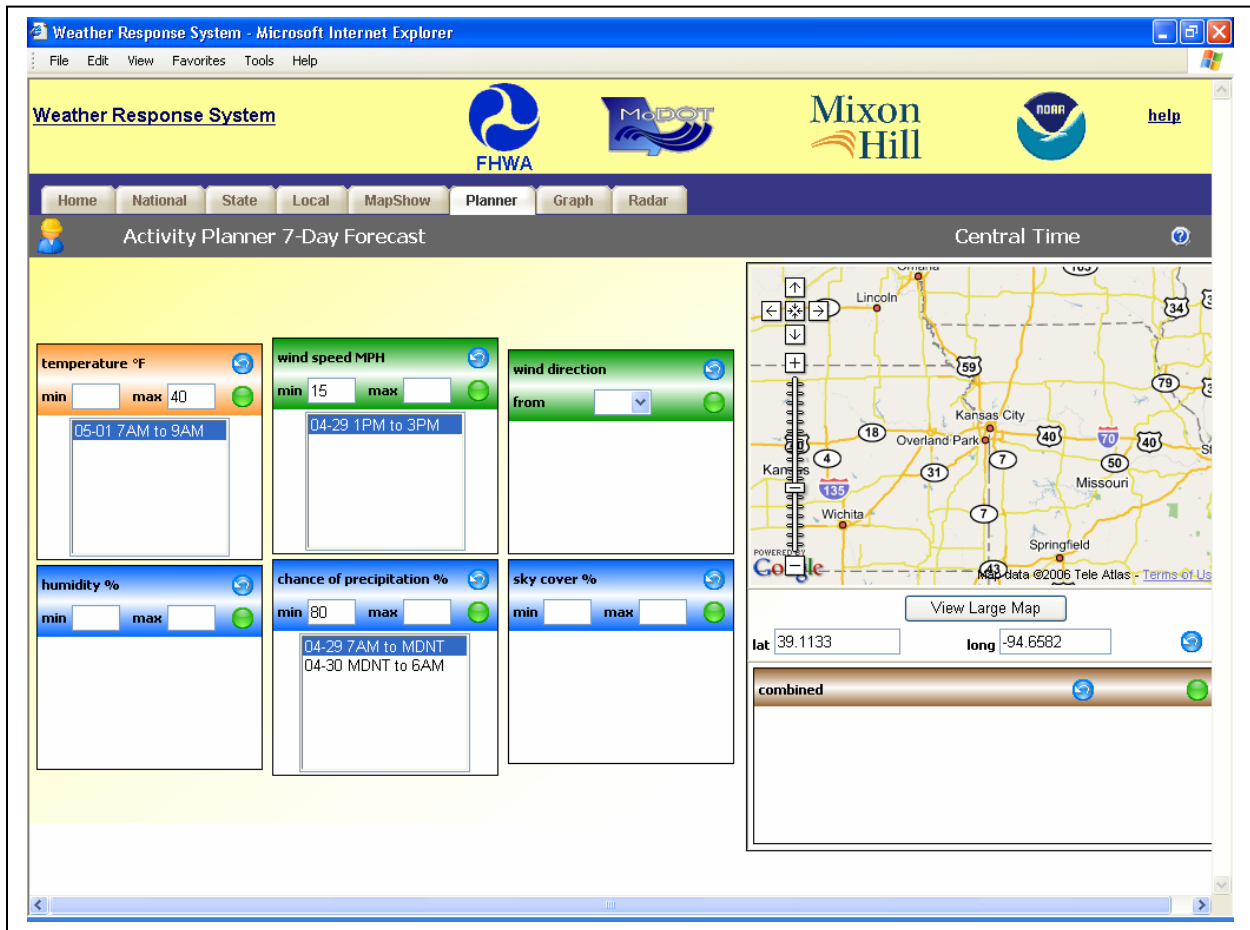 Weather Response System - Microsoft Internet Explorer
File Edit View Favorites Tools Help
Weather Response System
FHWA
MoDOT
Mixon
Hill
NOAA
help
Home National State Local MapShow Planner Graph Radar
Activity Planner 7-Day Forecast Central Time
temperature °F
min max 40
05-01 7AM to 9AM
wind speed MPH
min 15 max
04-29 1PM to 3PM
wind direction
from
humidity %
min max
chance of precipitation %
min 80 max
04-29 7AM to MDNT
04-30 MDNT to 6AM
sky cover %
min max
Omaha
Lincoln
34
59
79
Kansas City
18
Overland Park
40
70
40
4
31
7
50
135
Missouri
Wichita
7
Springfield
43
POWERED BY
Google
Map data ©2006 Tele Atlas - Terms of Us
View Large Map
lat 39.1133 long -94.6582
combined